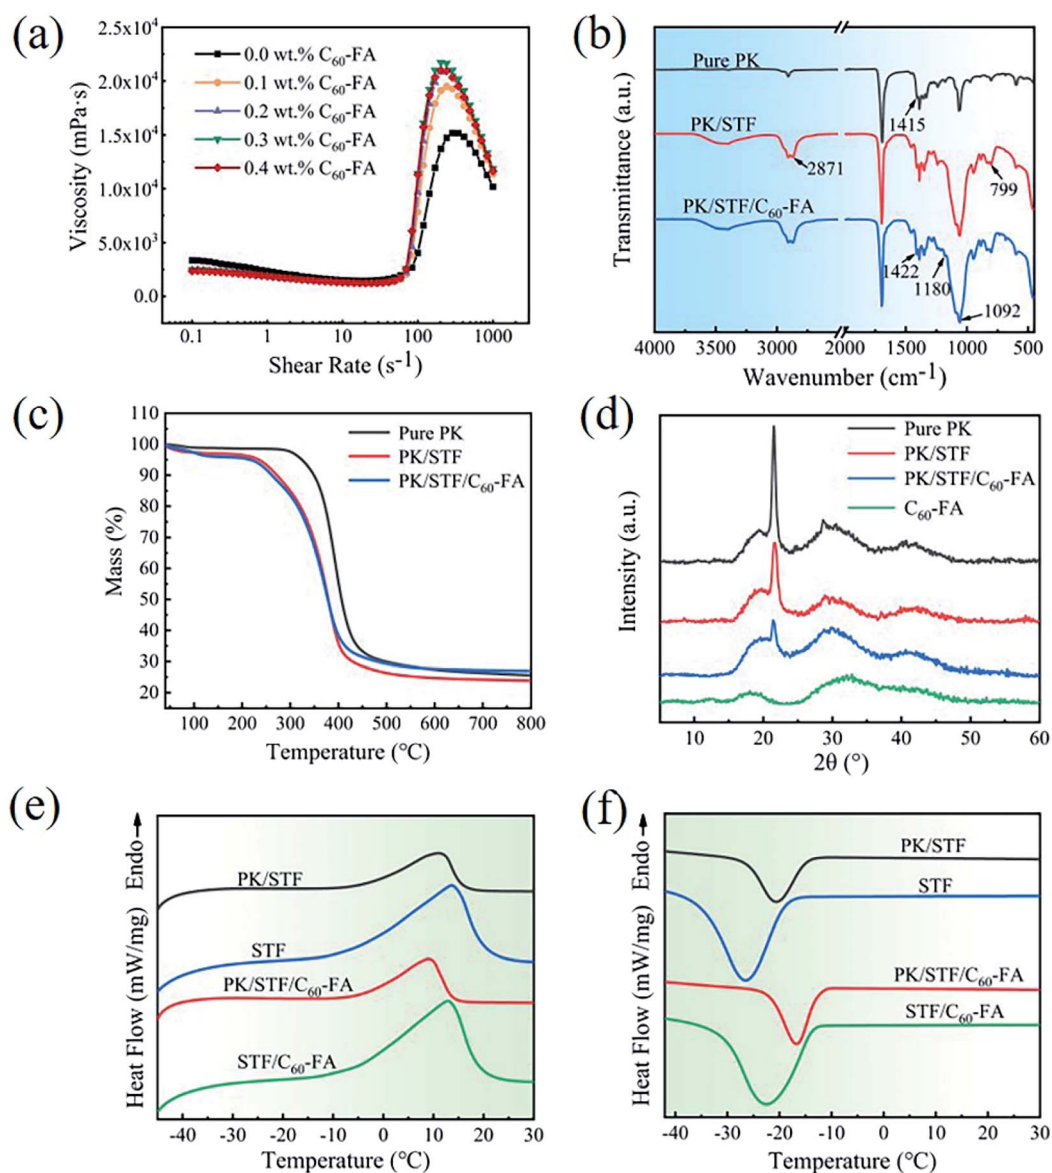 (a)
2.5x10⁴
2.0x10⁴
1.5x10⁴
1.0x10⁴
5.0x10³
0.0
Viscosity (mPa·s)
0.0 wt.% C₆₀-FA
0.1 wt.% C₆₀-FA
0.2 wt.% C₆₀-FA
0.3 wt.% C₆₀-FA
0.4 wt.% C₆₀-FA
0.1 1 10 100 1000
Shear Rate (s⁻¹)
(b)
Transmittance (a.u.)
Pure PK
1415
PK/STF
2871
799
PK/STF/C₆₀-FA
1422
1180
1092
4000 3000 2000 1500 1000 500
Wavenumber (cm⁻¹)
(c)
110
100
90
80
70
60
50
40
30
20
Mass (%)
Pure PK
PK/STF
PK/STF/C₆₀-FA
100 200 300 400 500 600 700 800
Temperature (°C)
(d)
Intensity (a.u.)
Pure PK
PK/STF
PK/STF/C₆₀-FA
C₆₀-FA
10 20 30 40 50 60
2θ (°)
(e)
Heat Flow (mW/mg) Endo→
PK/STF
STF
PK/STF/C₆₀-FA
STF/C₆₀-FA
-40 -30 -20 -10 0 10 20 30
Temperature (°C)
(f)
Heat Flow (mW/mg) Endo→
PK/STF
STF
PK/STF/C₆₀-FA
STF/C₆₀-FA
-40 -30 -20 -10 0 10 20 30
Temperature (°C)